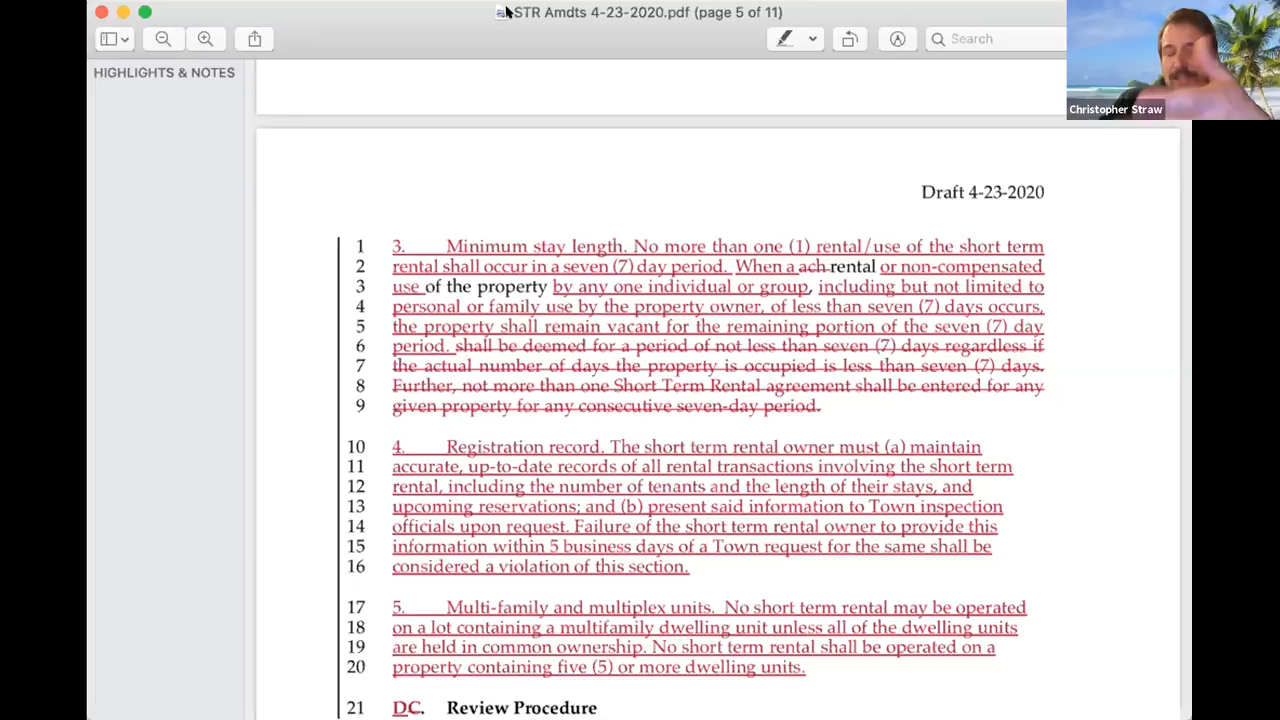 STR Amdts 4-23-2020.pdf (page 5 of 11)
Search
HIGHLIGHTS & NOTES
Christopher Straw
Draft 4-23-2020
1 3. Minimum stay length. No more than one (1) rental/use of the short term
2 rental shall occur in a seven (7) day period. When a ach rental or non-compensated
3 use of the property by any one individual or group, including but not limited to
4 personal or family use by the property owner, of less than seven (7) days occurs,
5 the property shall remain vacant for the remaining portion of the seven (7) day
6 period. shall be deemed for a period of not less than seven (7) days regardless if
7 the actual number of days the property is occupied is less than seven (7) days.
8 Further, not more than one Short Term Rental agreement shall be entered for any
9 given property for any consecutive seven-day period.
10 4. Registration record. The short term rental owner must (a) maintain
11 accurate, up-to-date records of all rental transactions involving the short term
12 rental, including the number of tenants and the length of their stays, and
13 upcoming reservations; and (b) present said information to Town inspection
14 officials upon request. Failure of the short term rental owner to provide this
15 information within 5 business days of a Town request for the same shall be
16 considered a violation of this section.
17 5. Multi-family and multiplex units. No short term rental may be operated
18 on a lot containing a multifamily dwelling unit unless all of the dwelling units
19 are held in common ownership. No short term rental shall be operated on a
20 property containing five (5) or more dwelling units.
21 DC. Review Procedure